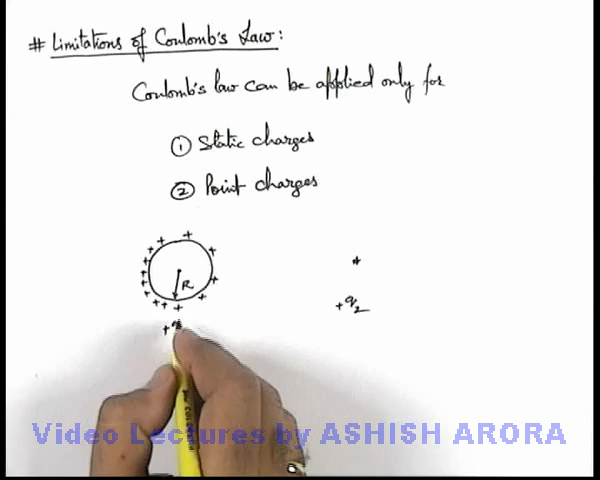 # Limitations of Coulomb's Law:
Coulomb's law can be applied only for
① Static charges
② Point charges
R
+q2
+q
Video Lectures by ASHISH ARORA